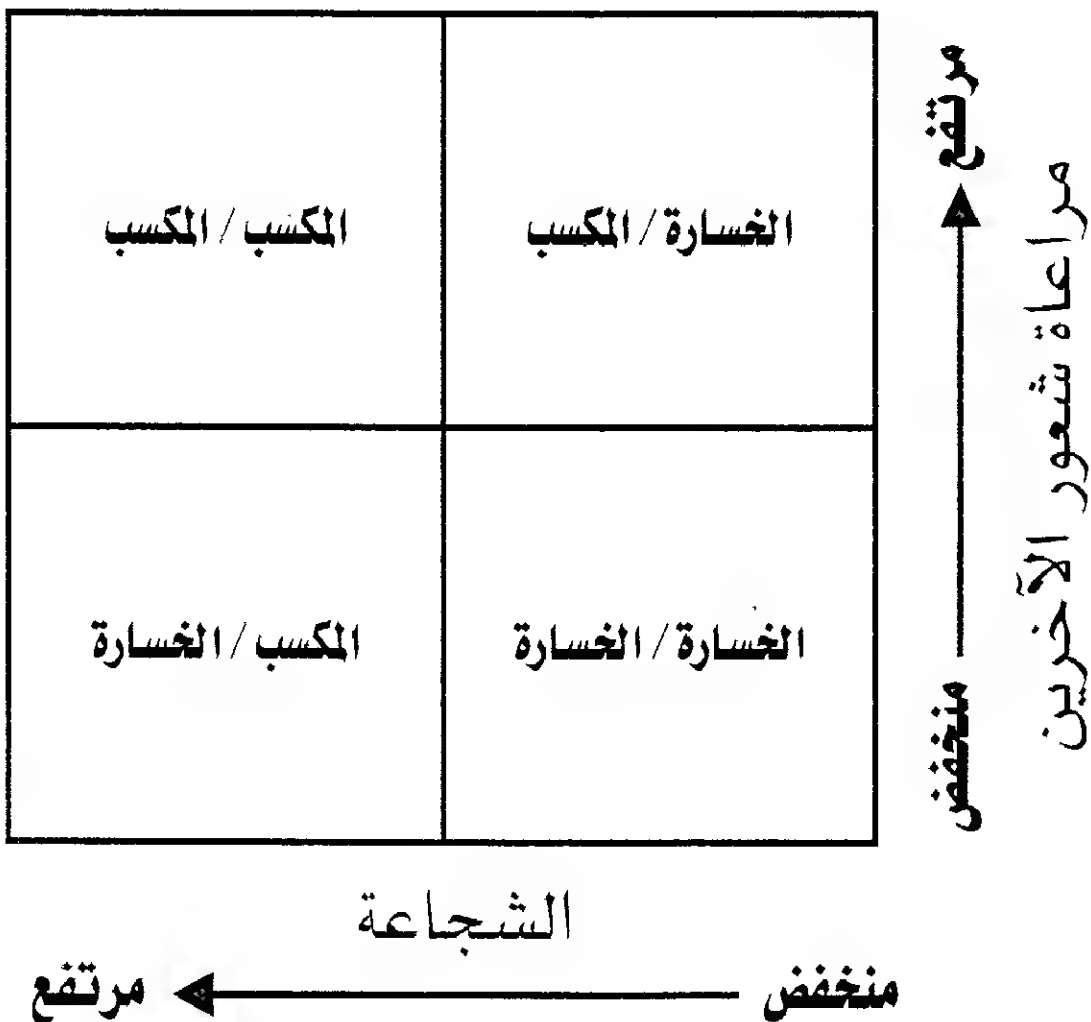 الخسارة / المكسب
المكسب / المكسب
الخسارة / الخسارة
المكسب / الخسارة
مرتفع
منخفض
مراعاة شعور الآخرين
الشجاعة
منخفض
مرتفع